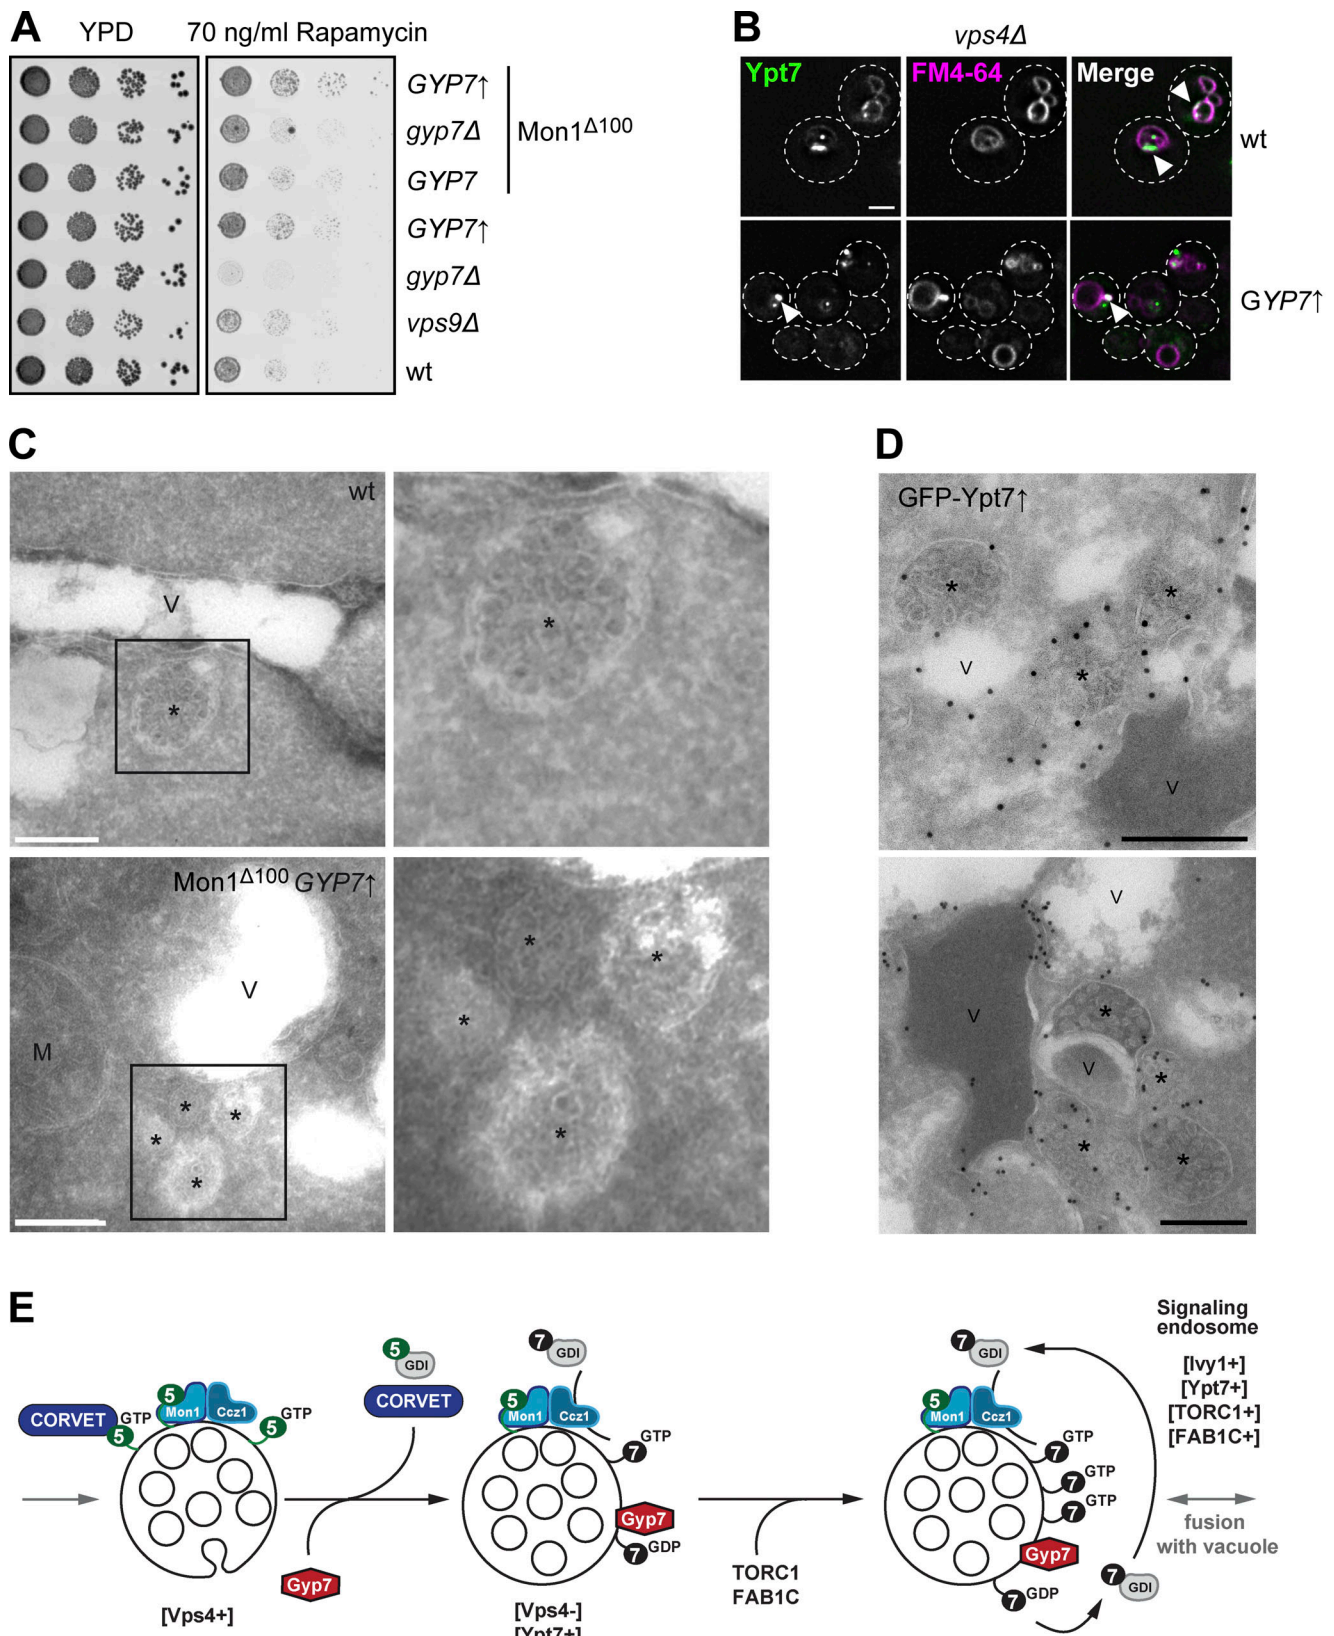 A
YPD
70 ng/ml Rapamycin
GYP7↑
gyp7Δ
GYP7
Mon1Δ100
GYP7↑
gyp7Δ
vps9Δ
wt
B
vps4Δ
Ypt7
FM4-64
Merge
wt
GYP7↑
C
wt
V
*
*
Mon1Δ100 GYP7↑
V
M
*
*
*
*
*
*
*
*
D
GFP-Ypt7↑
*
*
V
*
V
V
V
*
V
*
*
*
E
CORVET
GTP
5
5
Mon1
Ccz1
GTP
5
[Vps4+]
5
GDI
CORVET
Gyp7
7
GDI
5
Mon1
Ccz1
GTP
7
Gyp7
7
GDP
[Vps4-]
[Ypt7+]
TORC1
FAB1C
7
GDI
5
Mon1
Ccz1
GTP
7
GTP
7
GTP
7
Gyp7
7
GDP
7
GDI
Signaling
endosome
[Ivy1+]
[Ypt7+]
[TORC1+]
[FAB1C+]
fusion
with vacuole